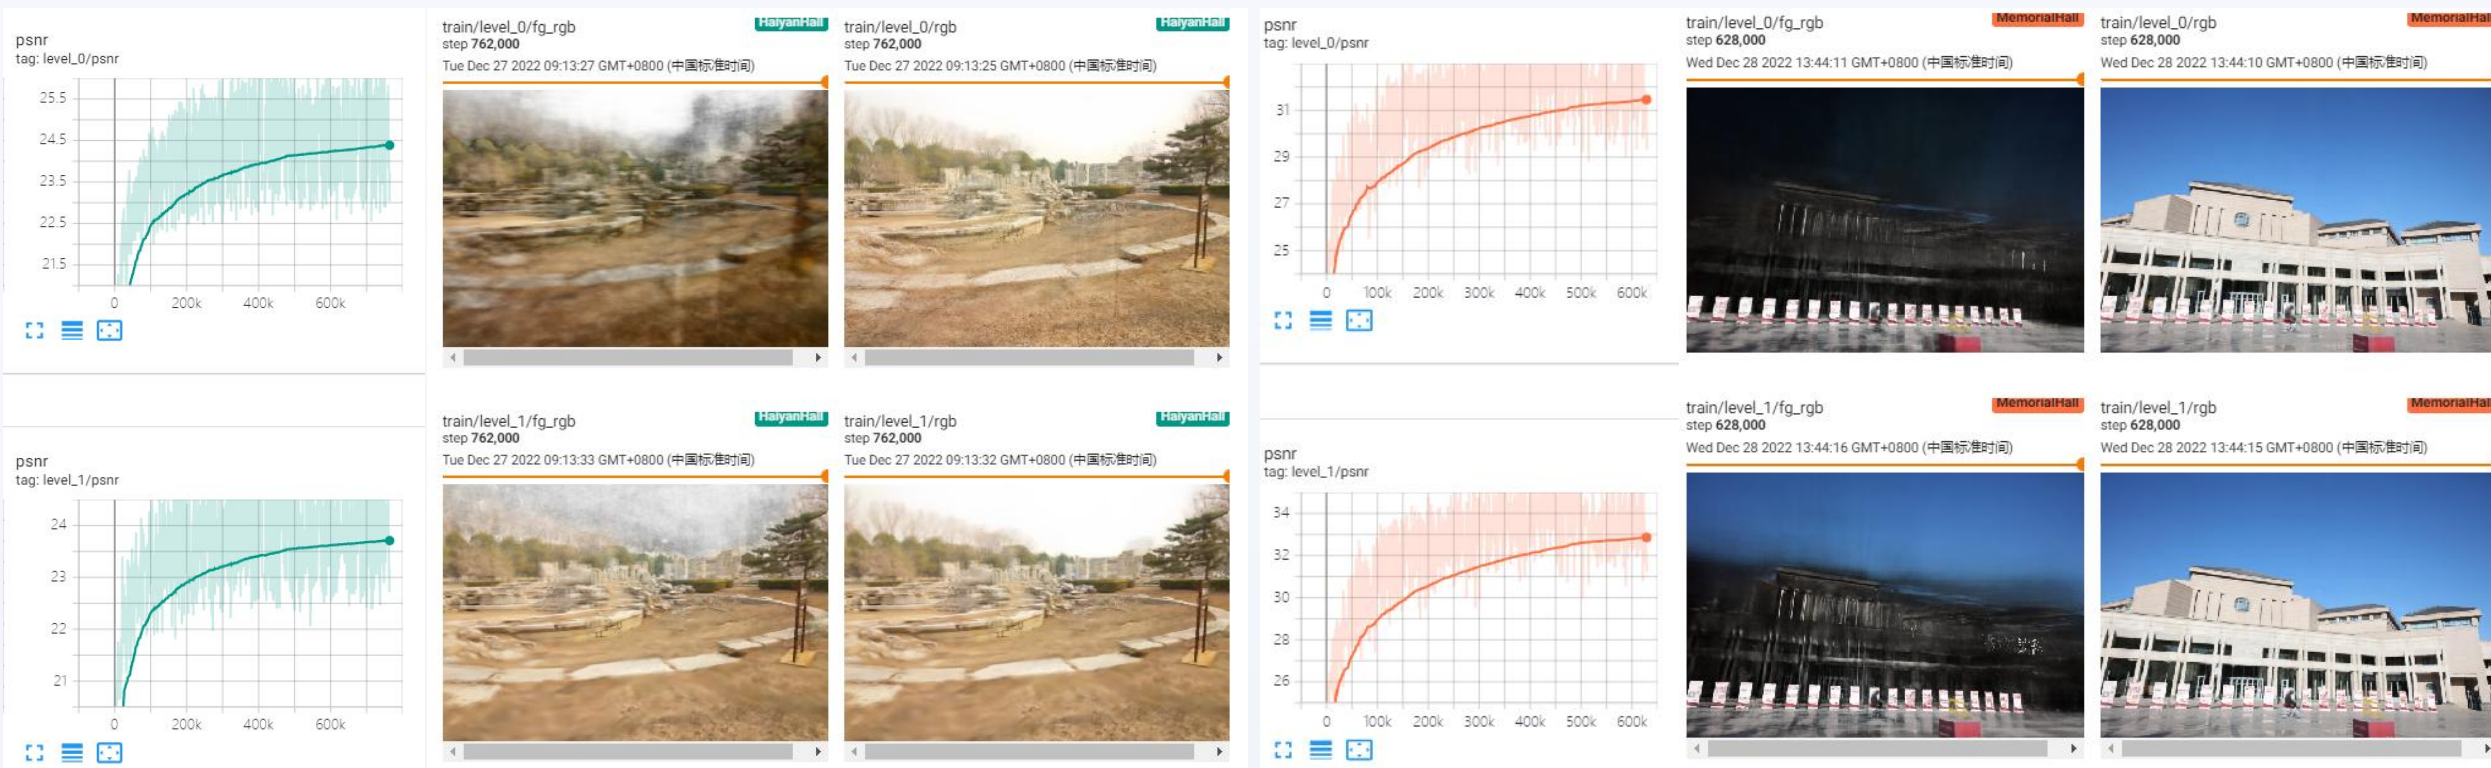 psnr
tag: level_0/psnr
25.5
24.5
23.5
22.5
21.5
0 200k 400k 600k
train/level_0/fg_rgb HaiyanHall
step 762,000
Tue Dec 27 2022 09:13:27 GMT+0800 (中国标准时间)
train/level_0/rgb HaiyanHall
step 762,000
Tue Dec 27 2022 09:13:25 GMT+0800 (中国标准时间)
psnr
tag: level_1/psnr
24
23
22
21
0 200k 400k 600k
train/level_1/fg_rgb HaiyanHall
step 762,000
Tue Dec 27 2022 09:13:33 GMT+0800 (中国标准时间)
train/level_1/rgb HaiyanHall
step 762,000
Tue Dec 27 2022 09:13:32 GMT+0800 (中国标准时间)
psnr
tag: level_0/psnr
31
29
27
25
0 100k 200k 300k 400k 500k 600k
train/level_0/fg_rgb MemorialHall
step 628,000
Wed Dec 28 2022 13:44:11 GMT+0800 (中国标准时间)
train/level_0/rgb MemorialHall
step 628,000
Wed Dec 28 2022 13:44:10 GMT+0800 (中国标准时间)
psnr
tag: level_1/psnr
34
32
30
28
26
0 100k 200k 300k 400k 500k 600k
train/level_1/fg_rgb MemorialHall
step 628,000
Wed Dec 28 2022 13:44:16 GMT+0800 (中国标准时间)
train/level_1/rgb MemorialHall
step 628,000
Wed Dec 28 2022 13:44:15 GMT+0800 (中国标准时间)